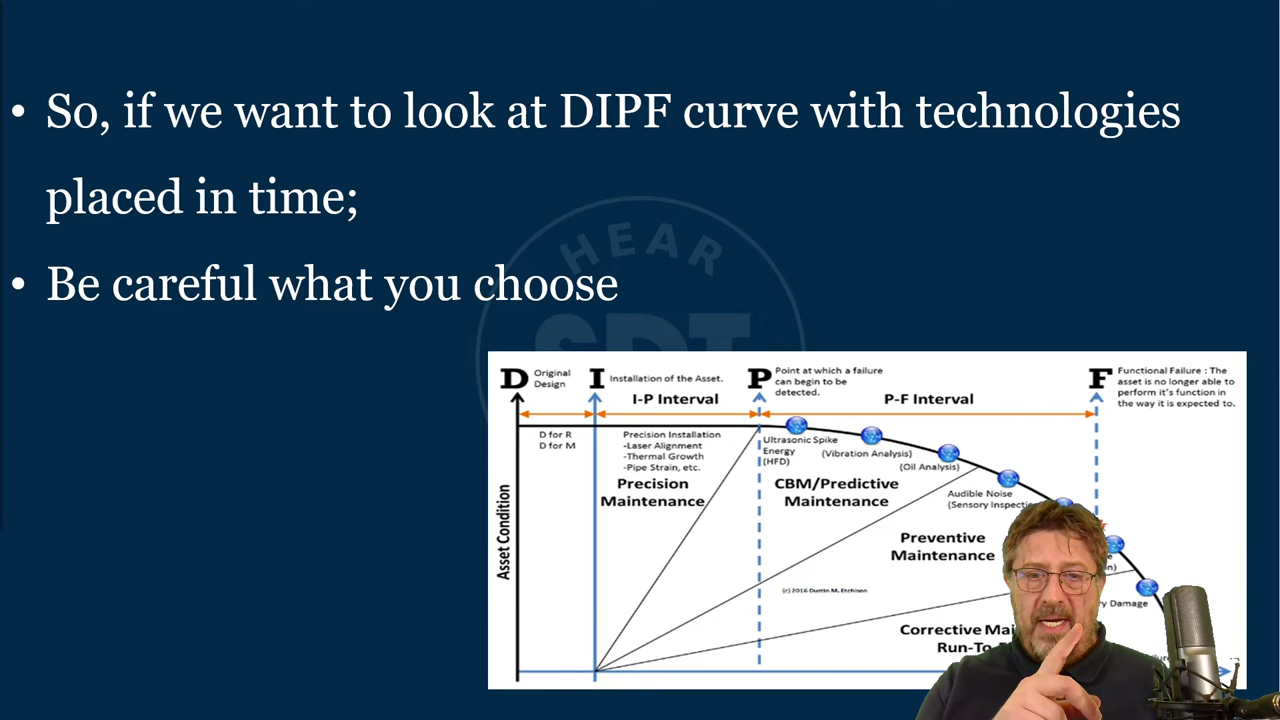 • So, if we want to look at DIPF curve with technologies
placed in time;
• Be careful what you choose
HEAR
SDT
D Original
Design
I Installation of the Asset.
P Point at which a failure
can begin to be
detected.
F Functional Failure : The
asset is no longer able to
perform it's function in
the way it is expected to.
I-P Interval
P-F Interval
D for R
D for M
Precision Installation
-Laser Alignment
-Thermal Growth
-Pipe Strain, etc.
Precision
Maintenance
Ultrasonic Spike
Energy
(HFD)
(Vibration Analysis)
(Oil Analysis)
CBM/Predictive
Maintenance
Audible Noise
(Sensory
Preventive
Maintenance
(c) 2016 Dustin M. Etchison
Damage
Corrective
Asset Condition